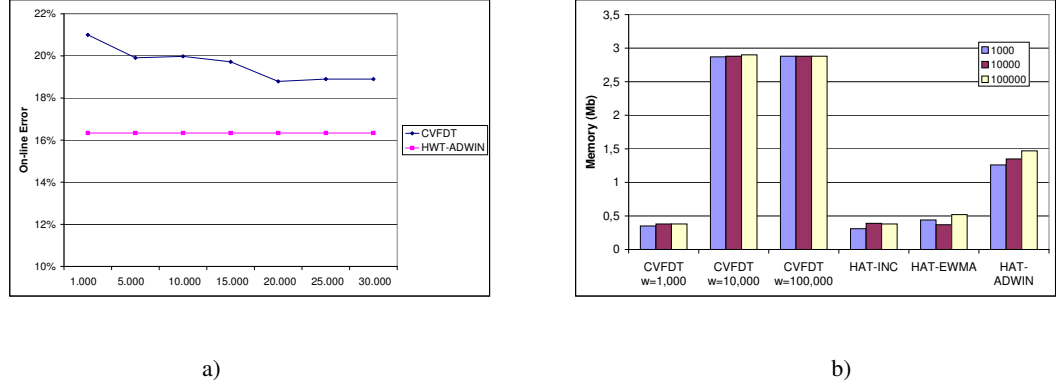 22%
20%
18%
16%
14%
12%
10%
On-line Error
1.000 5.000 10.000 15.000 20.000 25.000 30.000
CVFDT
HWT-ADWIN
a)
3,5
3
2,5
2
1,5
1
0,5
0
Memory (Mb)
1000
10000
100000
CVFDT
w=1,000
CVFDT
w=10,000
CVFDT
w=100,000
HAT-INC
HAT-EWMA
HAT-
ADWIN
b)